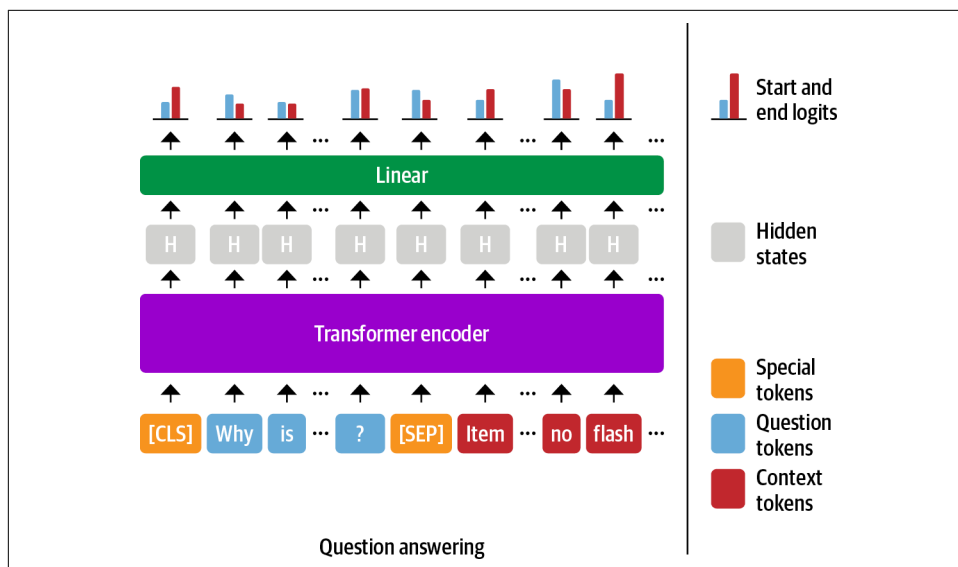 Start and
end logits
... ... ...
Linear
... ... ...
H H H H H H H H
Hidden
states
... ... ...
Transformer encoder
... ...
Special
tokens
[CLS] Why is ... ? [SEP] Item ... no flash ...
Question
tokens
Context
tokens
Question answering